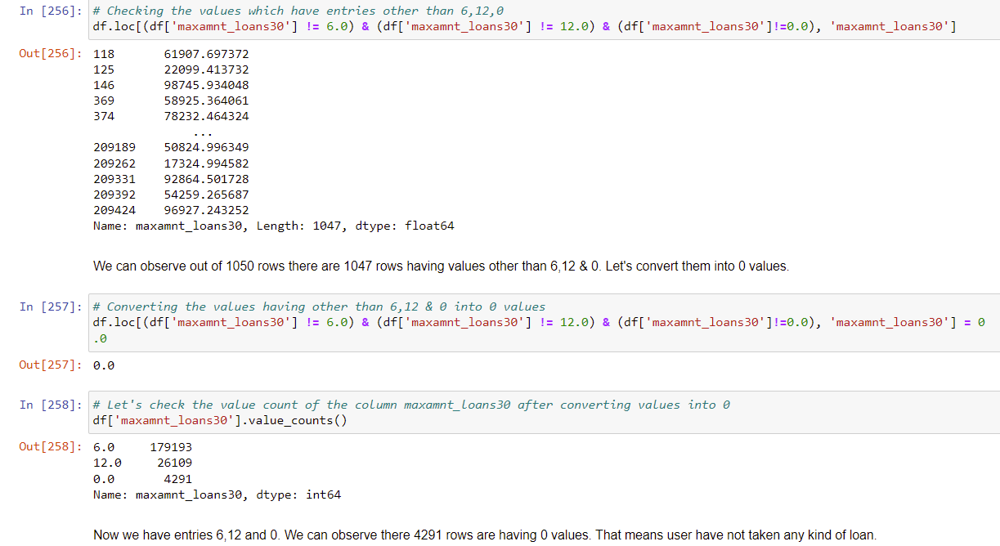 In [256]: # Checking the values which have entries other than 6,12,0
df.loc[(df['maxamnt_loans30'] != 6.0) & (df['maxamnt_loans30'] != 12.0) & (df['maxamnt_loans30']!=0.0), 'maxamnt_loans30']
Out[256]: 118 61907.697372
125 22099.413732
146 98745.934048
369 58925.364061
374 78232.464324
...
209189 50824.996349
209262 17324.994582
209331 92864.501728
209392 54259.265687
209424 96927.243252
Name: maxamnt_loans30, Length: 1047, dtype: float64
We can observe out of 1050 rows there are 1047 rows having values other than 6,12 & 0. Let's convert them into 0 values.
In [257]: # Converting the values having other than 6,12 & 0 into 0 values
df.loc[(df['maxamnt_loans30'] != 6.0) & (df['maxamnt_loans30'] != 12.0) & (df['maxamnt_loans30']!=0.0), 'maxamnt_loans30'] = 0
.0
Out[257]: 0.0
In [258]: # Let's check the value count of the column maxamnt_loans30 after converting values into 0
df['maxamnt_loans30'].value_counts()
Out[258]: 6.0 179193
12.0 26109
0.0 4291
Name: maxamnt_loans30, dtype: int64
Now we have entries 6,12 and 0. We can observe there 4291 rows are having 0 values. That means user have not taken any kind of loan.